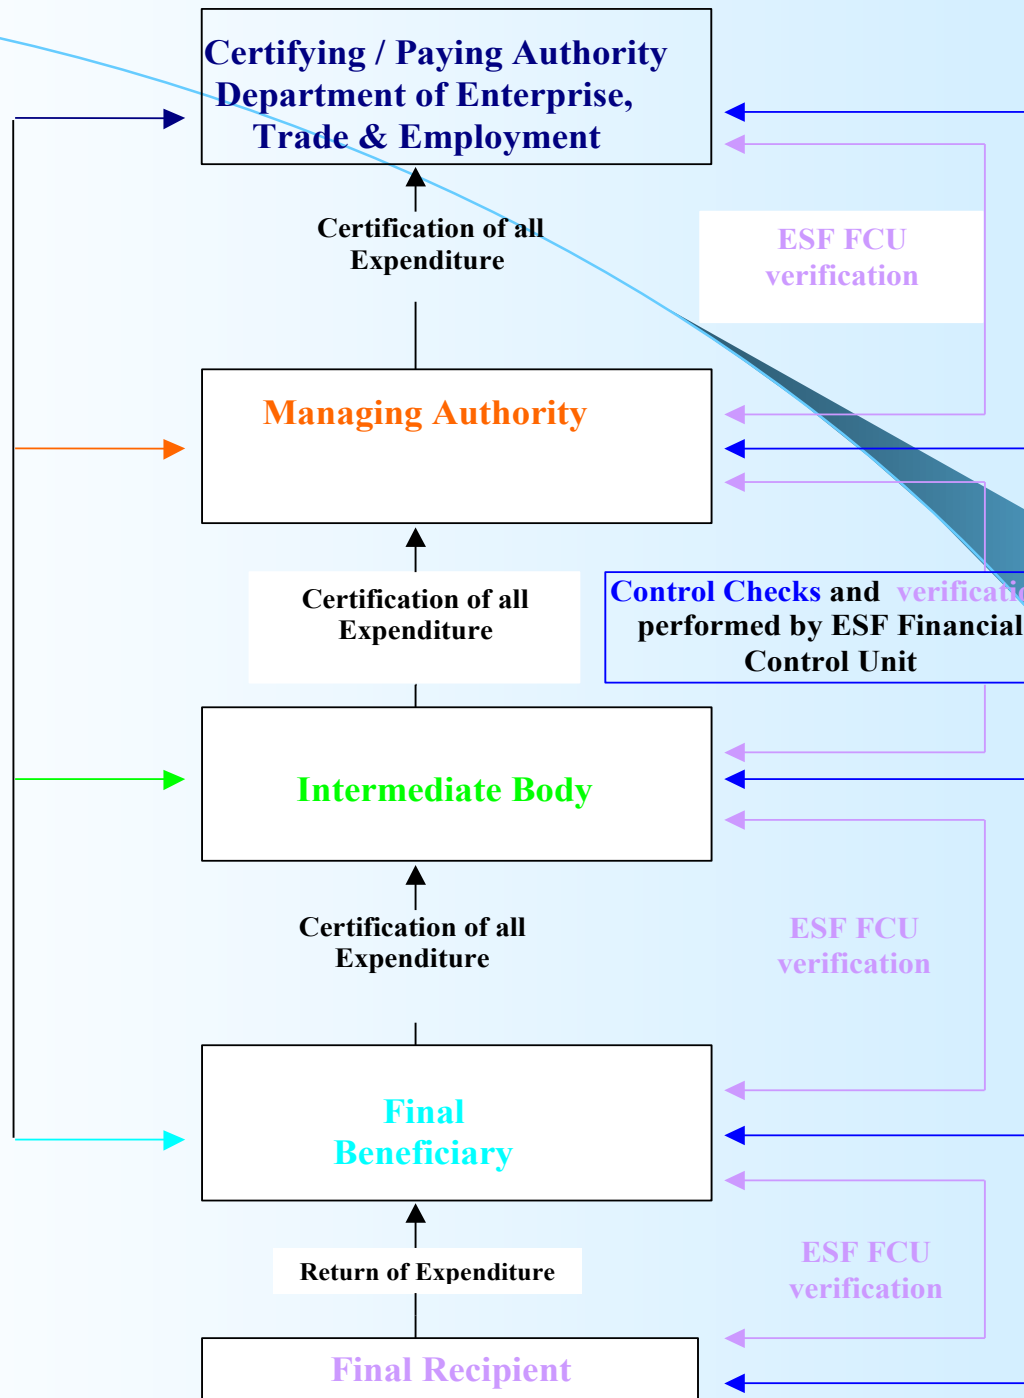 Certifying / Paying Authority
Department of Enterprise,
Trade & Employment
Certification of all
Expenditure
ESF FCU
verification
Managing Authority
Certification of all
Expenditure
Control Checks and verificatio
performed by ESF Financial
Control Unit
Intermediate Body
Certification of all
Expenditure
ESF FCU
verification
Final
Beneficiary
Return of Expenditure
ESF FCU
verification
Final Recipient